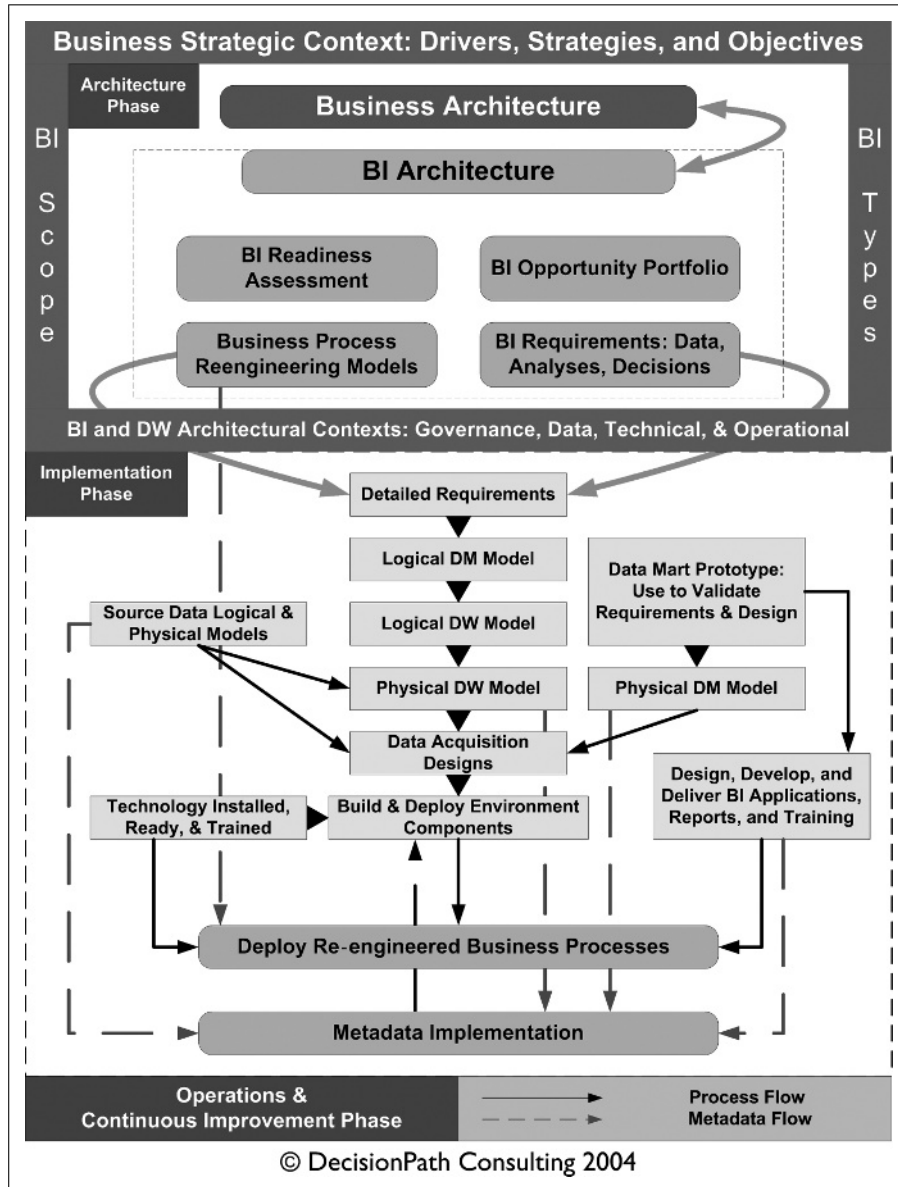 Business Strategic Context: Drivers, Strategies, and Objectives
Architecture
Phase
BI Scope
BI Types
Business Architecture
BI Architecture
BI Readiness
Assessment
BI Opportunity Portfolio
Business Process
Reengineering Models
BI Requirements: Data,
Analyses, Decisions
BI and DW Architectural Contexts: Governance, Data, Technical, & Operational
Implementation
Phase
Detailed Requirements
Logical DM Model
Data Mart Prototype:
Use to Validate
Requirements & Design
Source Data Logical &
Physical Models
Logical DW Model
Physical DW Model
Physical DM Model
Data Acquisition
Designs
Design, Develop, and
Deliver BI Applications,
Reports, and Training
Technology Installed,
Ready, & Trained
Build & Deploy Environment
Components
Deploy Re-engineered Business Processes
Metadata Implementation
Operations &
Continuous Improvement Phase
Process Flow
Metadata Flow
© DecisionPath Consulting 2004